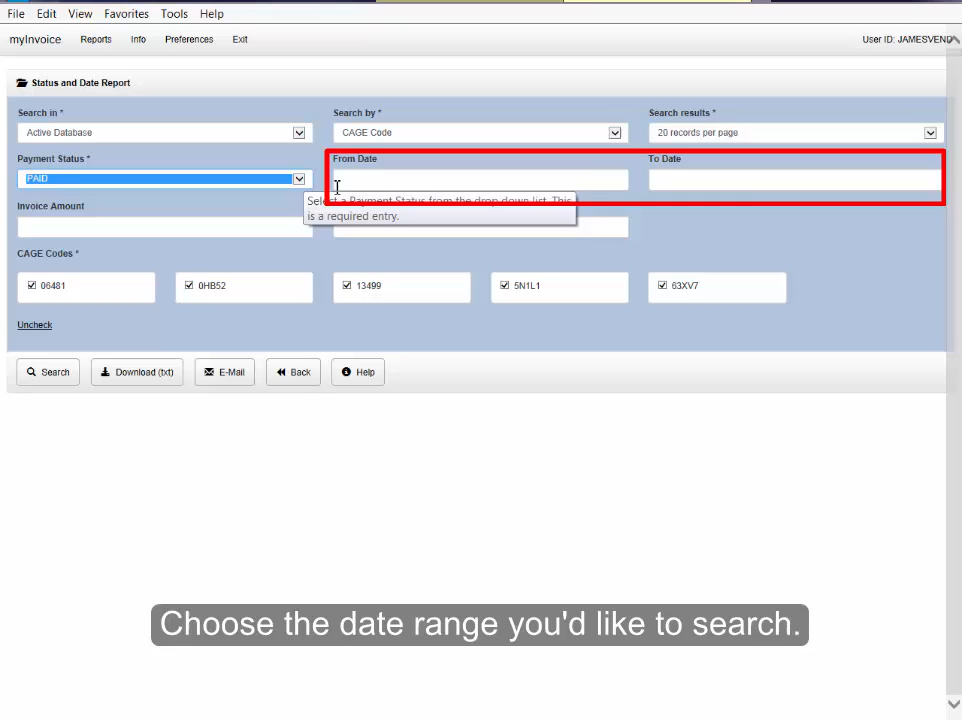 File Edit View Favorites Tools Help
myInvoice Reports Info Preferences Exit User ID: JAMESVEND
Status and Date Report
Search in * Search by * Search results *
Active Database CAGE Code 20 records per page
Payment Status * From Date To Date
PAID
Select a Payment Status from the drop down list. This
is a required entry.
Invoice Amount
CAGE Codes *
06481 0HB52 13499 5N1L1 63XV7
Uncheck
Search Download (txt) E-Mail Back Help
Choose the date range you'd like to search.